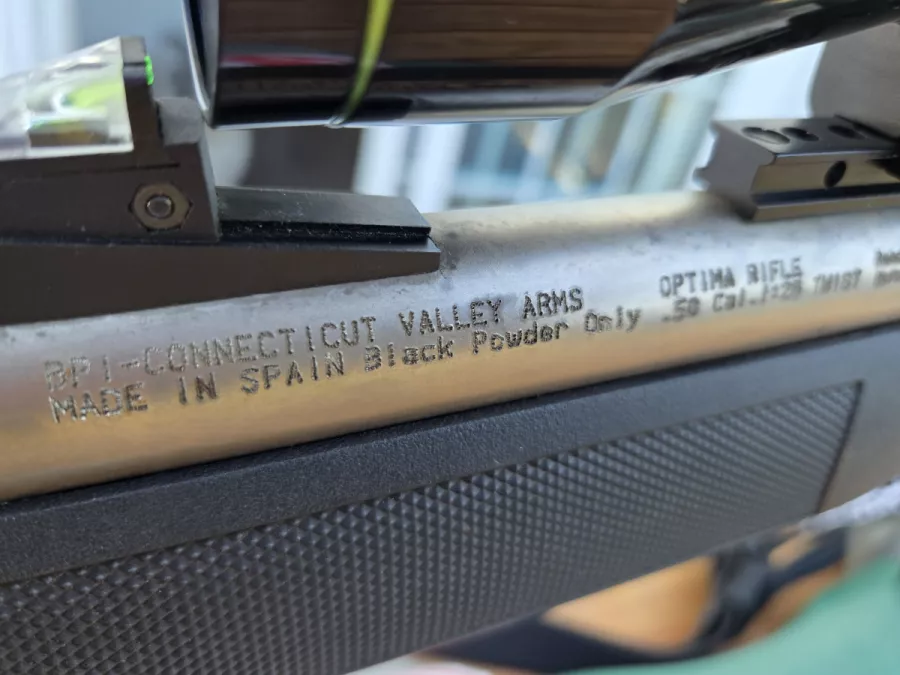 BPI-CONNECTICUT VALLEY ARMS
MADE IN SPAIN Black Powder Only
OPTIMA RIFLE
.50 Cal. 1:28 TWIST